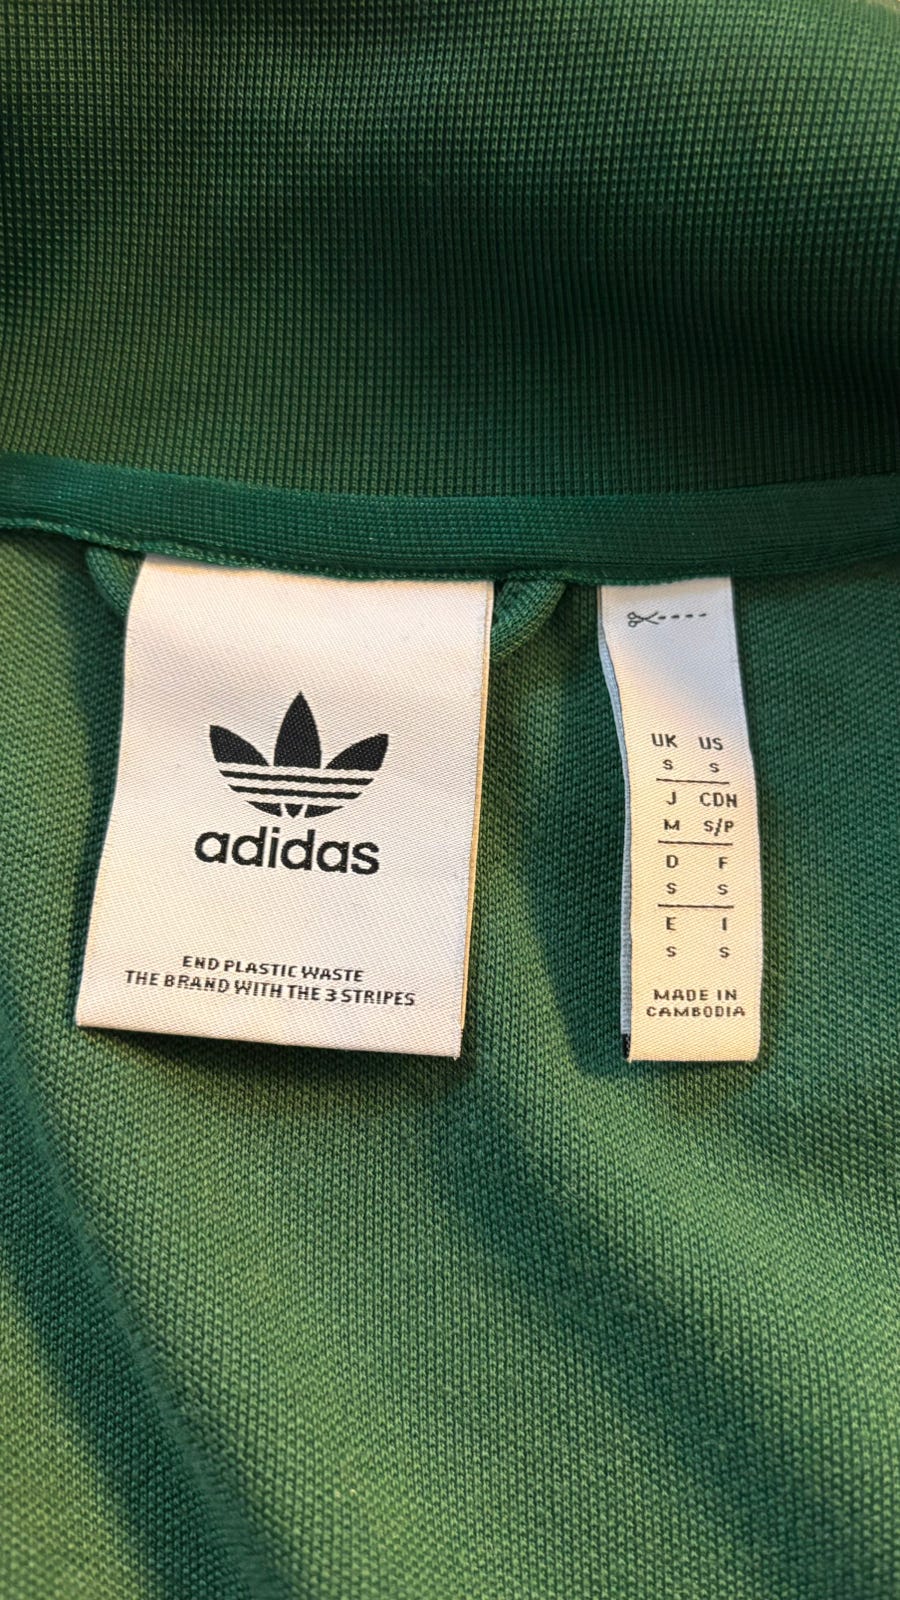 adidas
END PLASTIC WASTE
THE BRAND WITH THE 3 STRIPES
UK US
S S
J CDN
M S/P
D F
S S
E I
S S
MADE IN
CAMBODIA